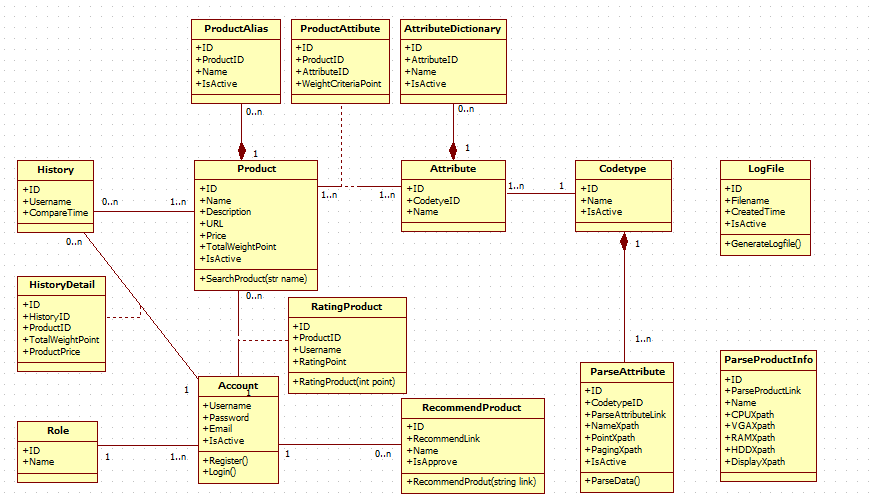 ProductAlias
+ID
+ProductID
+Name
+IsActive
ProductAttibute
+ID
+ProductID
+AttributeID
+WeightCriteriaPoint
AttributeDictionary
+ID
+AttributeID
+Name
+IsActive
0..n
1
0..n
1
History
+ID
+Username
+CompareTime
0..n
1..n
0..n
Product
+ID
+Name
+Description
+URL
+Price
+TotalWeightPoint
+IsActive
+SearchProduct(str name)
1..n
1..n
Attribute
+ID
+CodetyeID
+Name
1..n
1
Codetype
+ID
+Name
+IsActive
1
1..n
LogFile
+ID
+Filename
+CreatedTime
+IsActive
+GenerateLogfile()
HistoryDetail
+ID
+HistoryID
+ProductID
+TotalWeightPoint
+ProductPrice
0..n
RatingProduct
+ID
+ProductID
+Username
+RatingPoint
+RatingProduct(int point)
1
Account
1
+Username
+Password
+Email
+IsActive
+Register()
+Login()
Role
+ID
+Name
1
1..n
1
0..n
RecommendProduct
+ID
+RecommendLink
+Name
+IsApprove
+RecommendProdut(string link)
ParseAttribute
+ID
+CodetypeID
+ParseAttributeLink
+NameXpath
+PointXpath
+PagingXpath
+IsActive
+ParseData()
ParseProductInfo
+ID
+ParseProductLink
+Name
+CPUXpath
+VGAXpath
+RAMXpath
+HDDXpath
+DisplayXpath